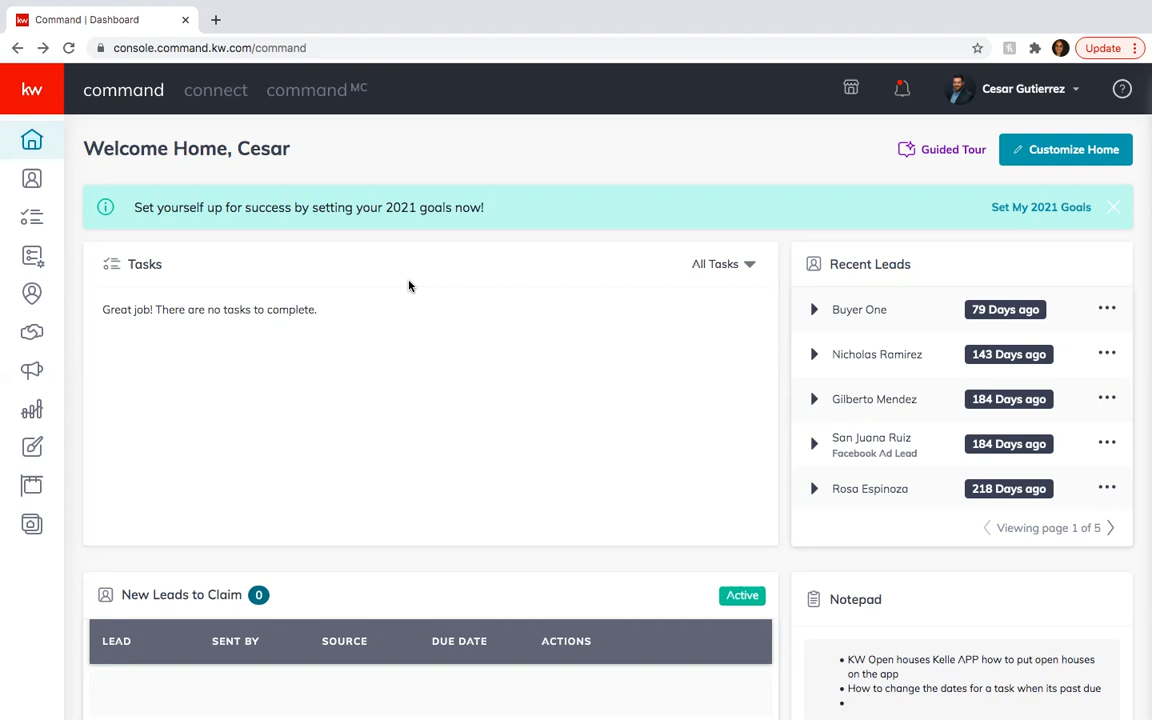 Command | Dashboard
console.command.kw.com/command
Update
kw
command
connect
command MC
Cesar Gutierrez
Welcome Home, Cesar
Guided Tour
Customize Home
Set yourself up for success by setting your 2021 goals now!
Set My 2021 Goals
Tasks
All Tasks
Great job! There are no tasks to complete.
Recent Leads
Buyer One
79 Days ago
Nicholas Ramirez
143 Days ago
Gilberto Mendez
184 Days ago
San Juana Ruiz
Facebook Ad Lead
184 Days ago
Rosa Espinoza
218 Days ago
Viewing page 1 of 5
New Leads to Claim 0
Active
LEAD SENT BY SOURCE DUE DATE ACTIONS
Notepad
• KW Open houses Kelle APP how to put open houses
on the app
• How to change the dates for a task when its past due
•